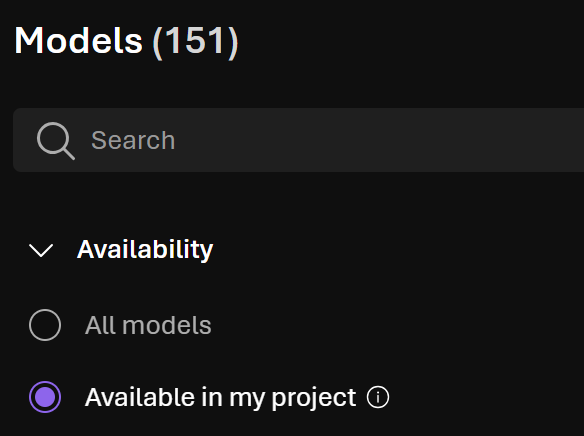 Models (151)
Search
Availability
All models
Available in my project